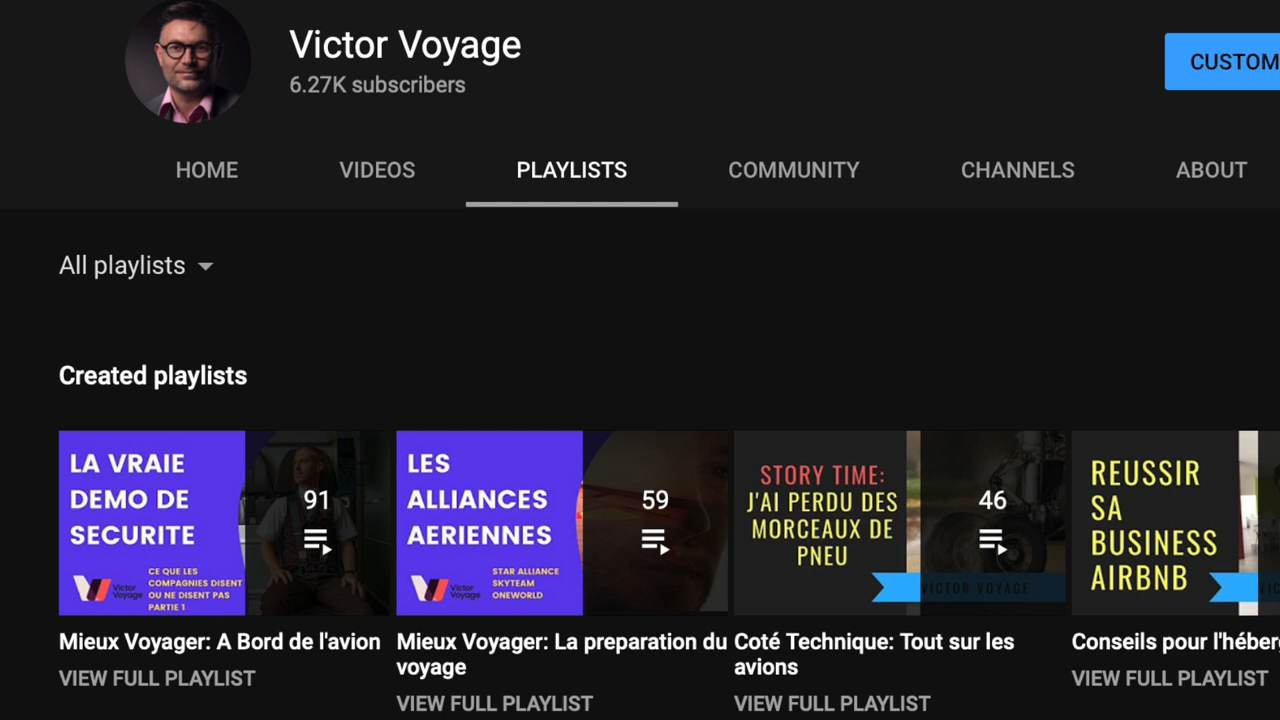 Victor Voyage
6.27K subscribers
CUSTOM
HOME
VIDEOS
PLAYLISTS
COMMUNITY
CHANNELS
ABOUT
All playlists
Created playlists
LA VRAIE
DEMO DE
SECURITE
Victor
Voyage
CE QUE LES
COMPAGNIES DISENT
OU NE DISENT PAS
PARTIE 1
91
Mieux Voyager: A Bord de l'avion
VIEW FULL PLAYLIST
LES
ALLIANCES
AERIENNES
Victor
Voyage
STAR ALLIANCE
SKYTEAM
ONEWORLD
59
Mieux Voyager: La preparation du
voyage
VIEW FULL PLAYLIST
STORY TIME:
J'AI PERDU DES
MORCEAUX DE
PNEU
VICTOR VOYAGE
46
Coté Technique: Tout sur les
avions
VIEW FULL PLAYLIST
REUSSIR
SA
BUSINESS
AIRBNB
Conseils pour l'héber
VIEW FULL PLAYLIST